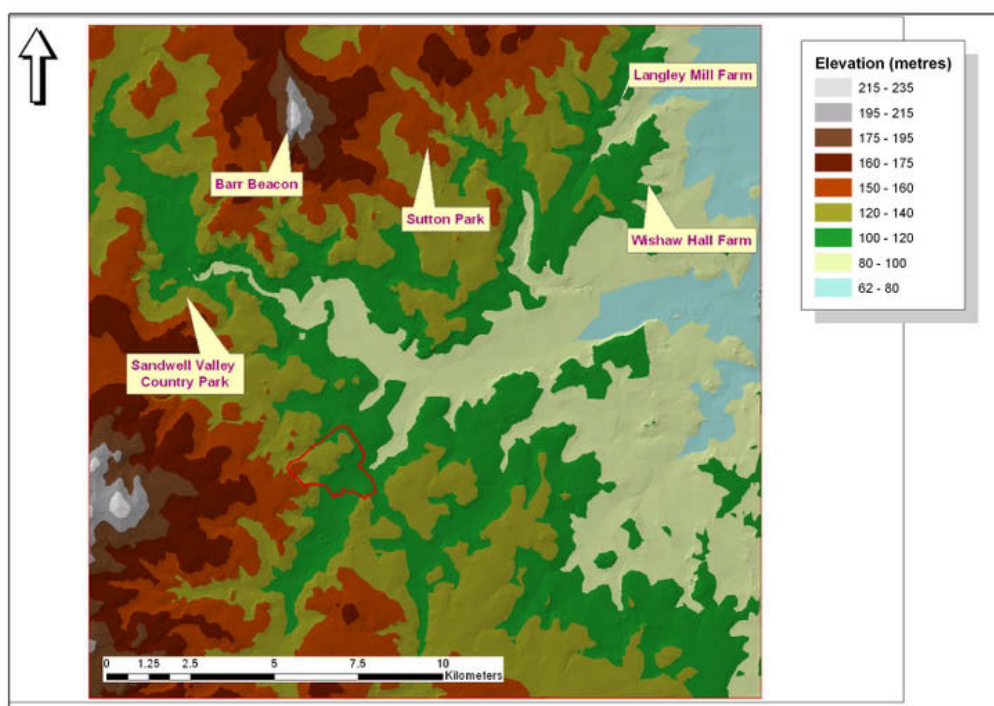 Langley Mill Farm
Barr Beacon
Sutton Park
Wishaw Hall Farm
Sandwell Valley
Country Park
0 1.25 2.5 5 7.5 10
Kilometers
Elevation (metres)
215 - 235
195 - 215
175 - 195
160 - 175
150 - 160
120 - 140
100 - 120
80 - 100
62 - 80